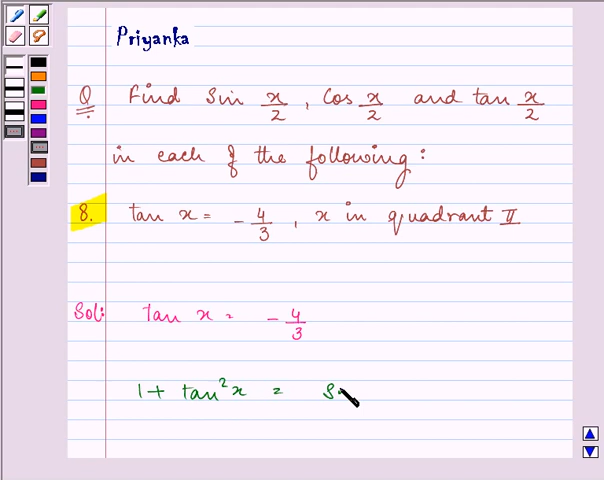 Priyanka
Q Find Sin x/2 , Cos x/2 and tan x/2
in each of the following :
8. tan x = - 4/3 , x in quadrant II
Sol: tan x = - 4/3
1 + tan²x = s